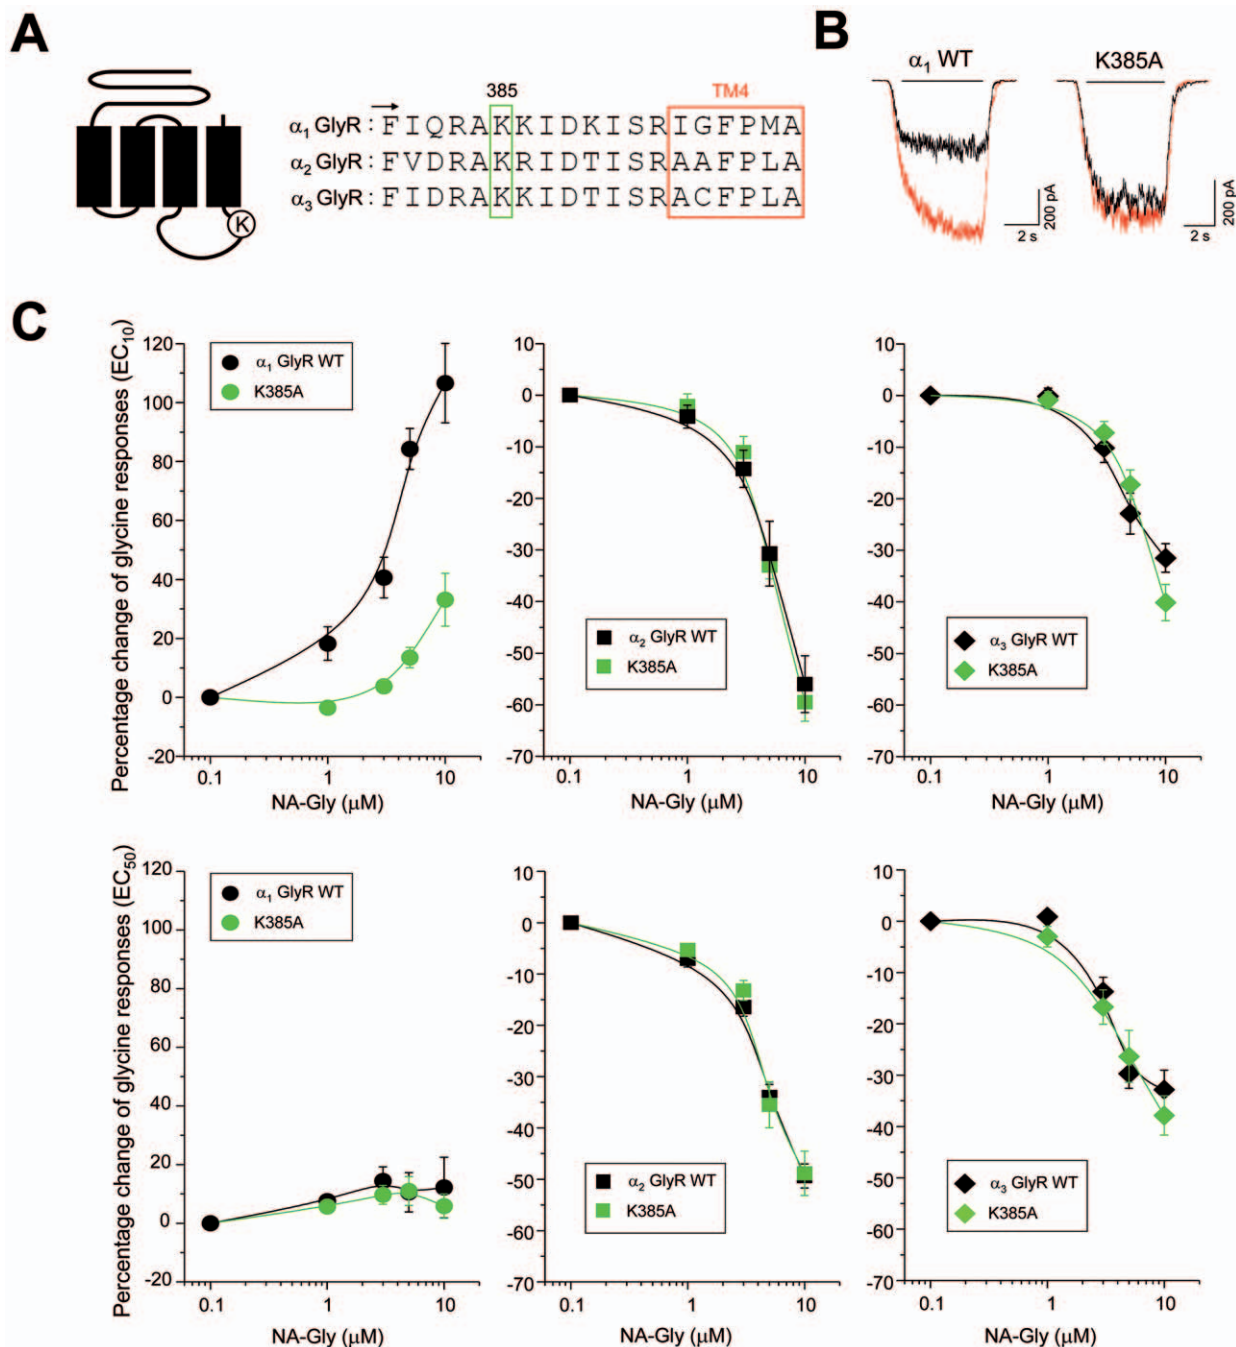 A
B
385
TM4
α1 GlyR : FIQRAKKIDKISRIGFPMA
α2 GlyR : FVDRAKRIDTISRAAFPLA
α3 GlyR : FIDRAKKIDTISRACFPLA
K
α1 WT
K385A
200 pA
2 s
200 pA
2 s
C
Percentage change of glycine responses (EC10)
120
100
80
60
40
20
0
-20
α1 GlyR WT
K385A
0.1 1 10
NA-Gly (μM)
10
0
-10
-20
-30
-40
-50
-60
-70
α2 GlyR WT
K385A
0.1 1 10
NA-Gly (μM)
10
0
-10
-20
-30
-40
-50
-60
-70
α3 GlyR WT
K385A
0.1 1 10
NA-Gly (μM)
Percentage change of glycine responses (EC50)
120
100
80
60
40
20
0
-20
α1 GlyR WT
K385A
0.1 1 10
NA-Gly (μM)
10
0
-10
-20
-30
-40
-50
-60
-70
α2 GlyR WT
K385A
0.1 1 10
NA-Gly (μM)
10
0
-10
-20
-30
-40
-50
-60
-70
α3 GlyR WT
K385A
0.1 1 10
NA-Gly (μM)